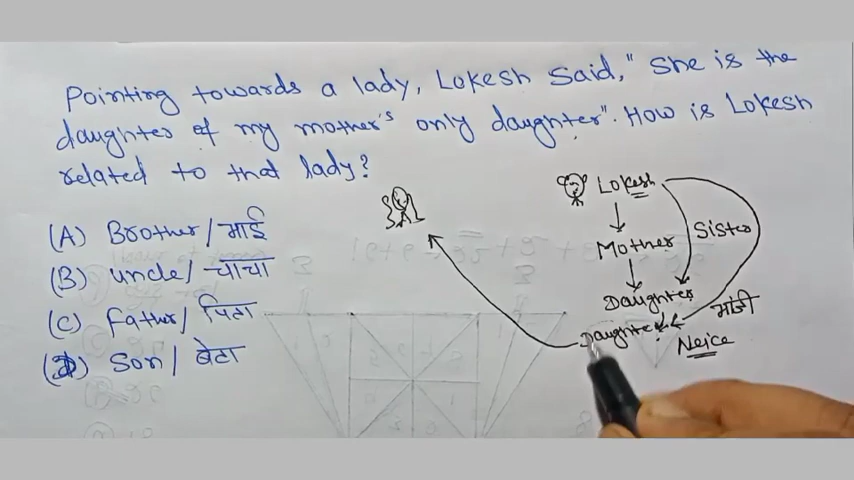 Pointing towards a lady, Lokesh Said," She is the
daughter of my mother's only daughter". How is Lokesh
related to that lady?
(A) Brother/भाई
(B) uncle/चाचा
(C) father/पिता
(D) Son/बेटा
Lokesh
Mother
Sister
Daughter
Daughter
भांजी
Neice